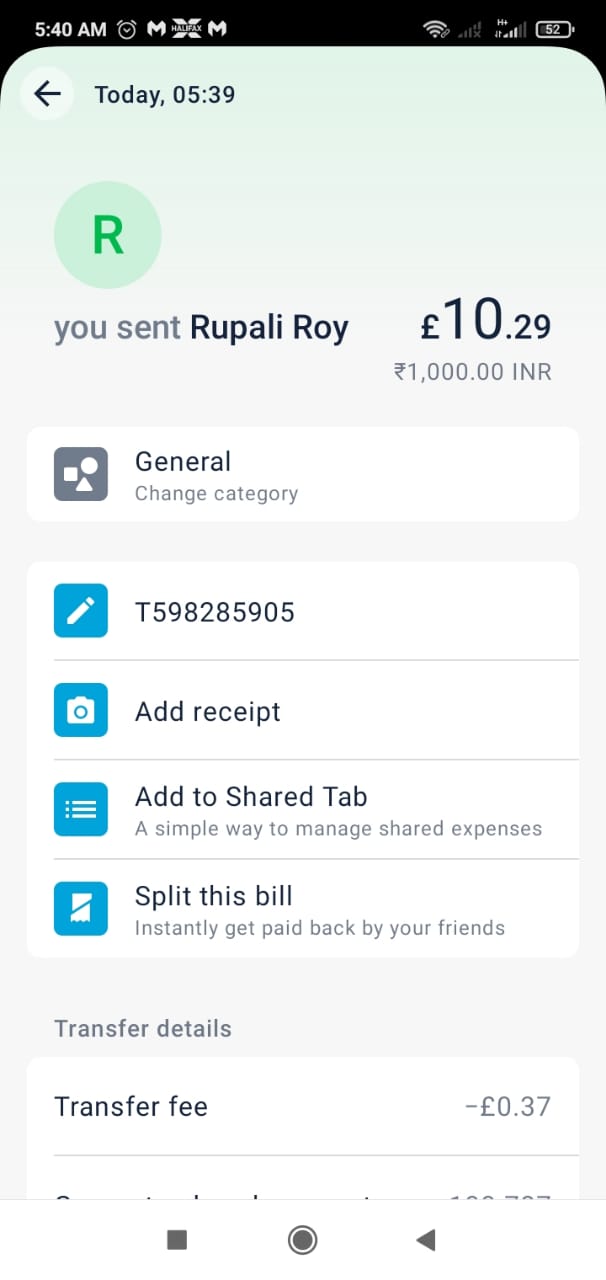 5:40 AM HALIFAX H+ 52
Today, 05:39
R
you sent Rupali Roy £10.29
₹1,000.00 INR
General
Change category
T598285905
Add receipt
Add to Shared Tab
A simple way to manage shared expenses
Split this bill
Instantly get paid back by your friends
Transfer details
Transfer fee -£0.37